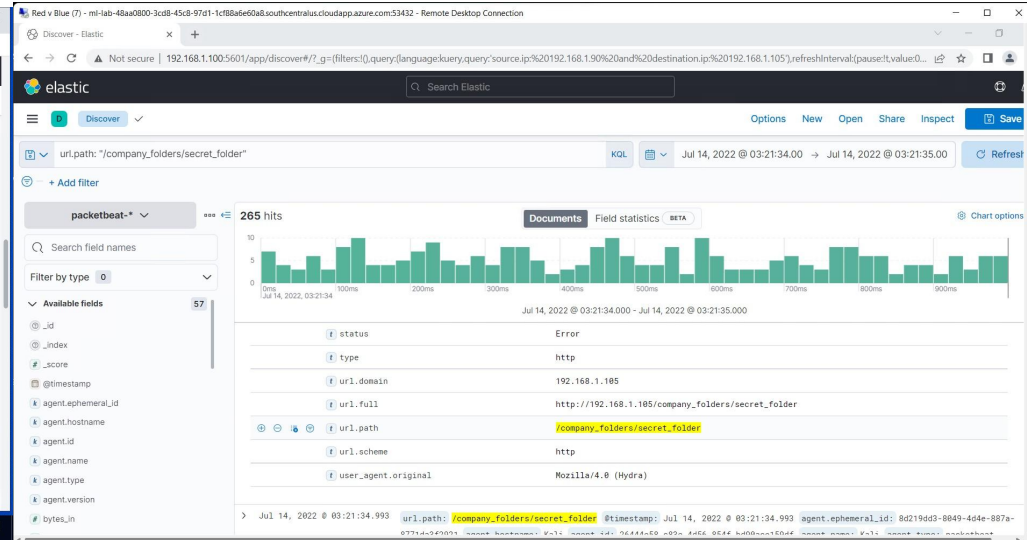 Red v Blue (7) - ml-lab-48aa0800-3cd8-45c8-97d1-1cf88a6e60a8.southcentralus.cloudapp.azure.com:53432 - Remote Desktop Connection
Discover - Elastic
Not secure | 192.168.1.100:5601/app/discover#/?_g=(filters:!(),query:(language:kuery,query:'source.ip:%20192.168.1.90%20and%20destination.ip:%20192.168.1.105'),refreshInterval:(pause:!t,value:0...
elastic
Search Elastic
D Discover
Options New Open Share Inspect Save
url.path: "/company_folders/secret_folder"
KQL
Jul 14, 2022 @ 03:21:34.00 → Jul 14, 2022 @ 03:21:35.00
Refresh
+ Add filter
packetbeat-*
265 hits
Documents Field statistics BETA
Chart options
Search field names
Filter by type 0
Available fields 57
_id
_index
# _score
@timestamp
k agent.ephemeral_id
k agent.hostname
k agent.id
k agent.name
k agent.type
k agent.version
# bytes_in
10
5
0
0ms 100ms 200ms 300ms 400ms 500ms 600ms 700ms 800ms 900ms
Jul 14, 2022, 03:21:34
Jul 14, 2022 @ 03:21:34.000 - Jul 14, 2022 @ 03:21:35.000
t status Error
t type http
t url.domain 192.168.1.105
t url.full http://192.168.1.105/company_folders/secret_folder
t url.path /company_folders/secret_folder
t url.scheme http
t user_agent.original Mozilla/4.0 (Hydra)
Jul 14, 2022 @ 03:21:34.993 url.path: /company_folders/secret_folder @timestamp: Jul 14, 2022 @ 03:21:34.993 agent.ephemeral_id: 8d219dd3-8049-4d4e-887a-